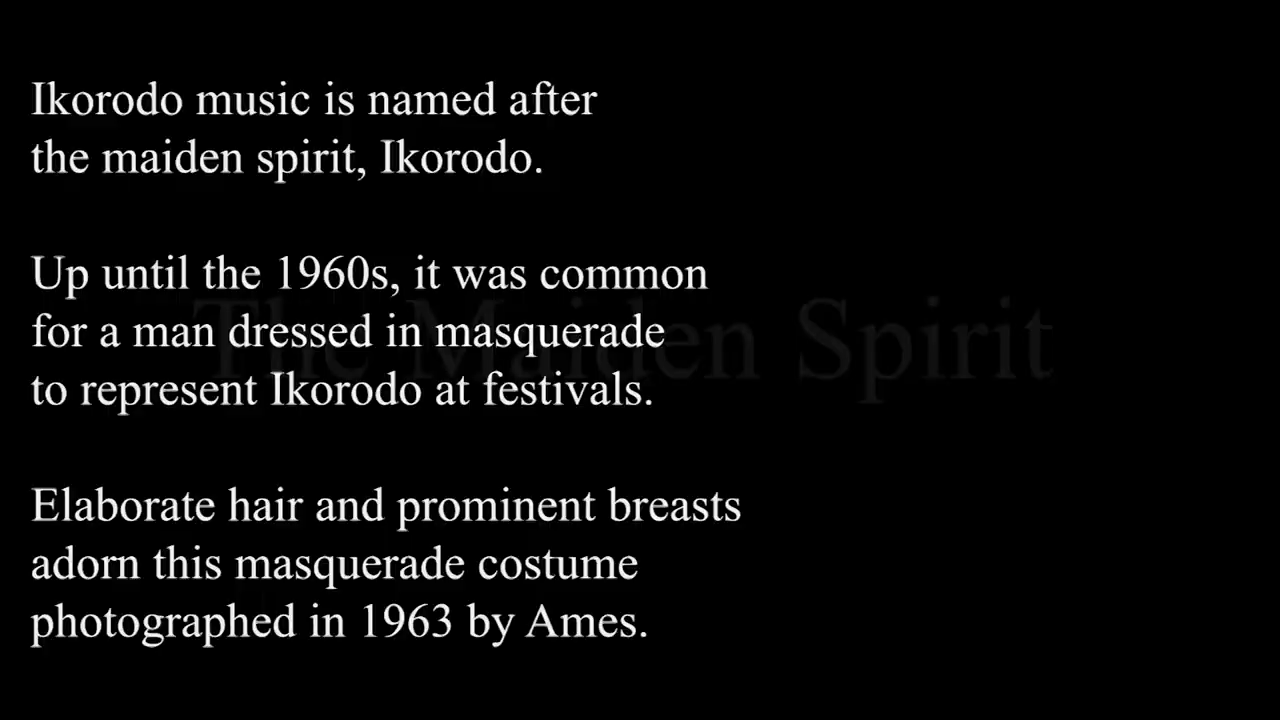 Ikorodo music is named after
the maiden spirit, Ikorodo.
Up until the 1960s, it was common
for a man dressed in masquerade
to represent Ikorodo at festivals.
The Maiden Spirit
Elaborate hair and prominent breasts
adorn this masquerade costume
photographed in 1963 by Ames.